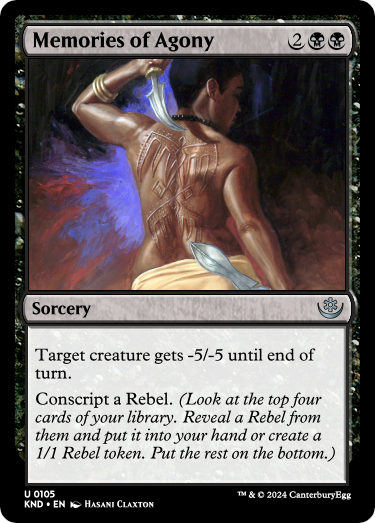 Memories of Agony 2
Sorcery
Target creature gets -5/-5 until end of
turn.
Conscript a Rebel. (Look at the top four
cards of your library. Reveal a Rebel from
them and put it into your hand or create a
1/1 Rebel token. Put the rest on the bottom.)
U 0105
KND • EN Hasani Claxton
™ & © 2024 CanterburyEgg